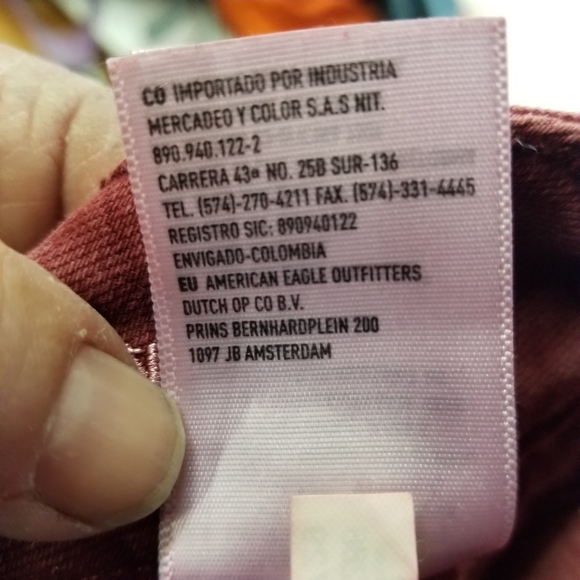 CO IMPORTADO POR INDUSTRIA
MERCADEO Y COLOR S.A.S NIT.
890.940.122-2
CARRERA 43ª NO. 25B SUR-136
TEL. (574)-270-4211 FAX. (574)-331-4445
REGISTRO SIC: 890940122
ENVIGADO-COLOMBIA
EU AMERICAN EAGLE OUTFITTERS
DUTCH OP CO B.V.
PRINS BERNHARDPLEIN 200
1097 JB AMSTERDAM